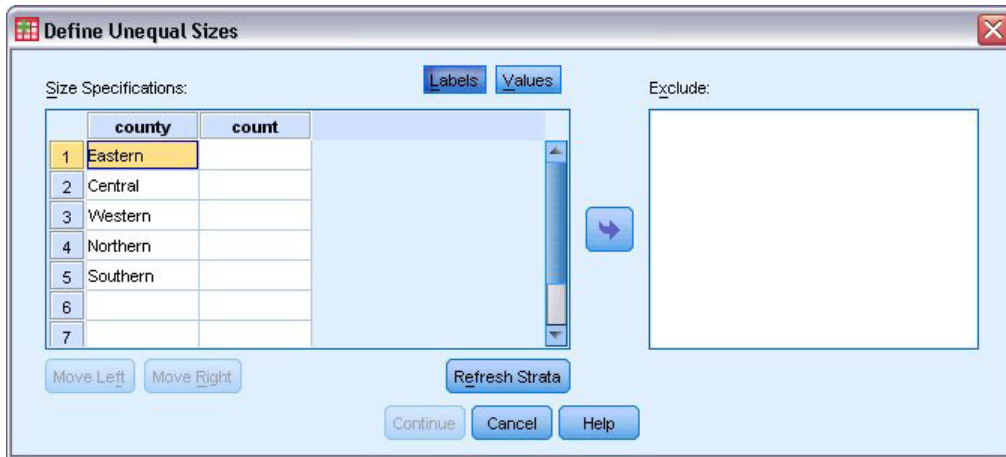 Define Unequal Sizes
Size Specifications:
Labels
Values
Exclude:
county count
1 Eastern
2 Central
3 Western
4 Northern
5 Southern
6
7
Move Left
Move Right
Refresh Strata
Continue
Cancel
Help